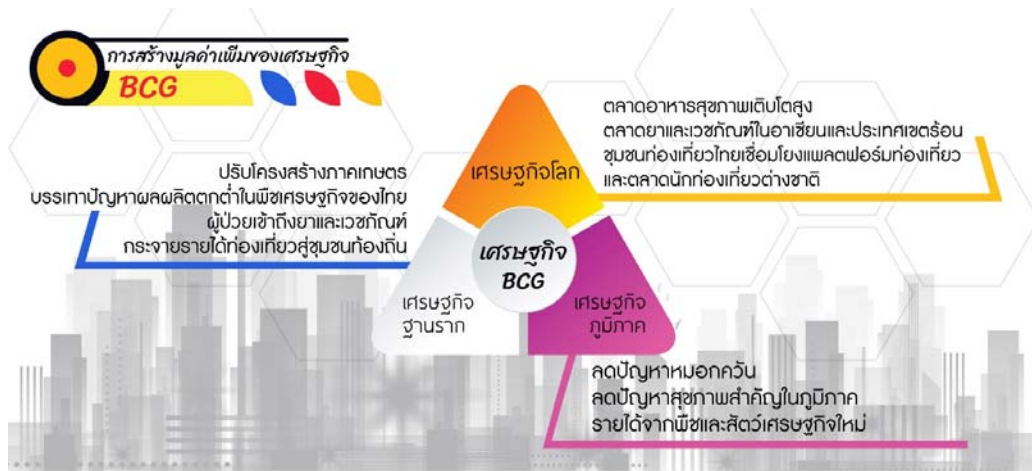 การสร้างมูลค่าเพิ่มของเศรษฐกิจ
BCG
ตลาดอาหารสุขภาพเติบโตสูง
ตลาดยาและเวชภัณฑ์ในอาเซียนและประเทศเขตร้อน
ชุมชนท่องเที่ยวไทยเชื่อมโยงแพลตฟอร์มท่องเที่ยว
และตลาดนักท่องเที่ยวต่างชาติ
ปรับโครงสร้างภาคเกษตร
บรรเทาปัญหาผลผลิตตกต่ำในพืชเศรษฐกิจของไทย
ผู้ป่วยเข้าถึงยาและเวชภัณฑ์
กระจายรายได้ท่องเที่ยวสู่ชุมชนท้องถิ่น
เศรษฐกิจโลก
เศรษฐกิจ
BCG
เศรษฐกิจ
ฐานราก
เศรษฐกิจ
ภูมิภาค
ลดปัญหาหมอกควัน
ลดปัญหาสุขภาพสำคัญในภูมิภาค
รายได้จากพืชและสัตว์เศรษฐกิจใหม่